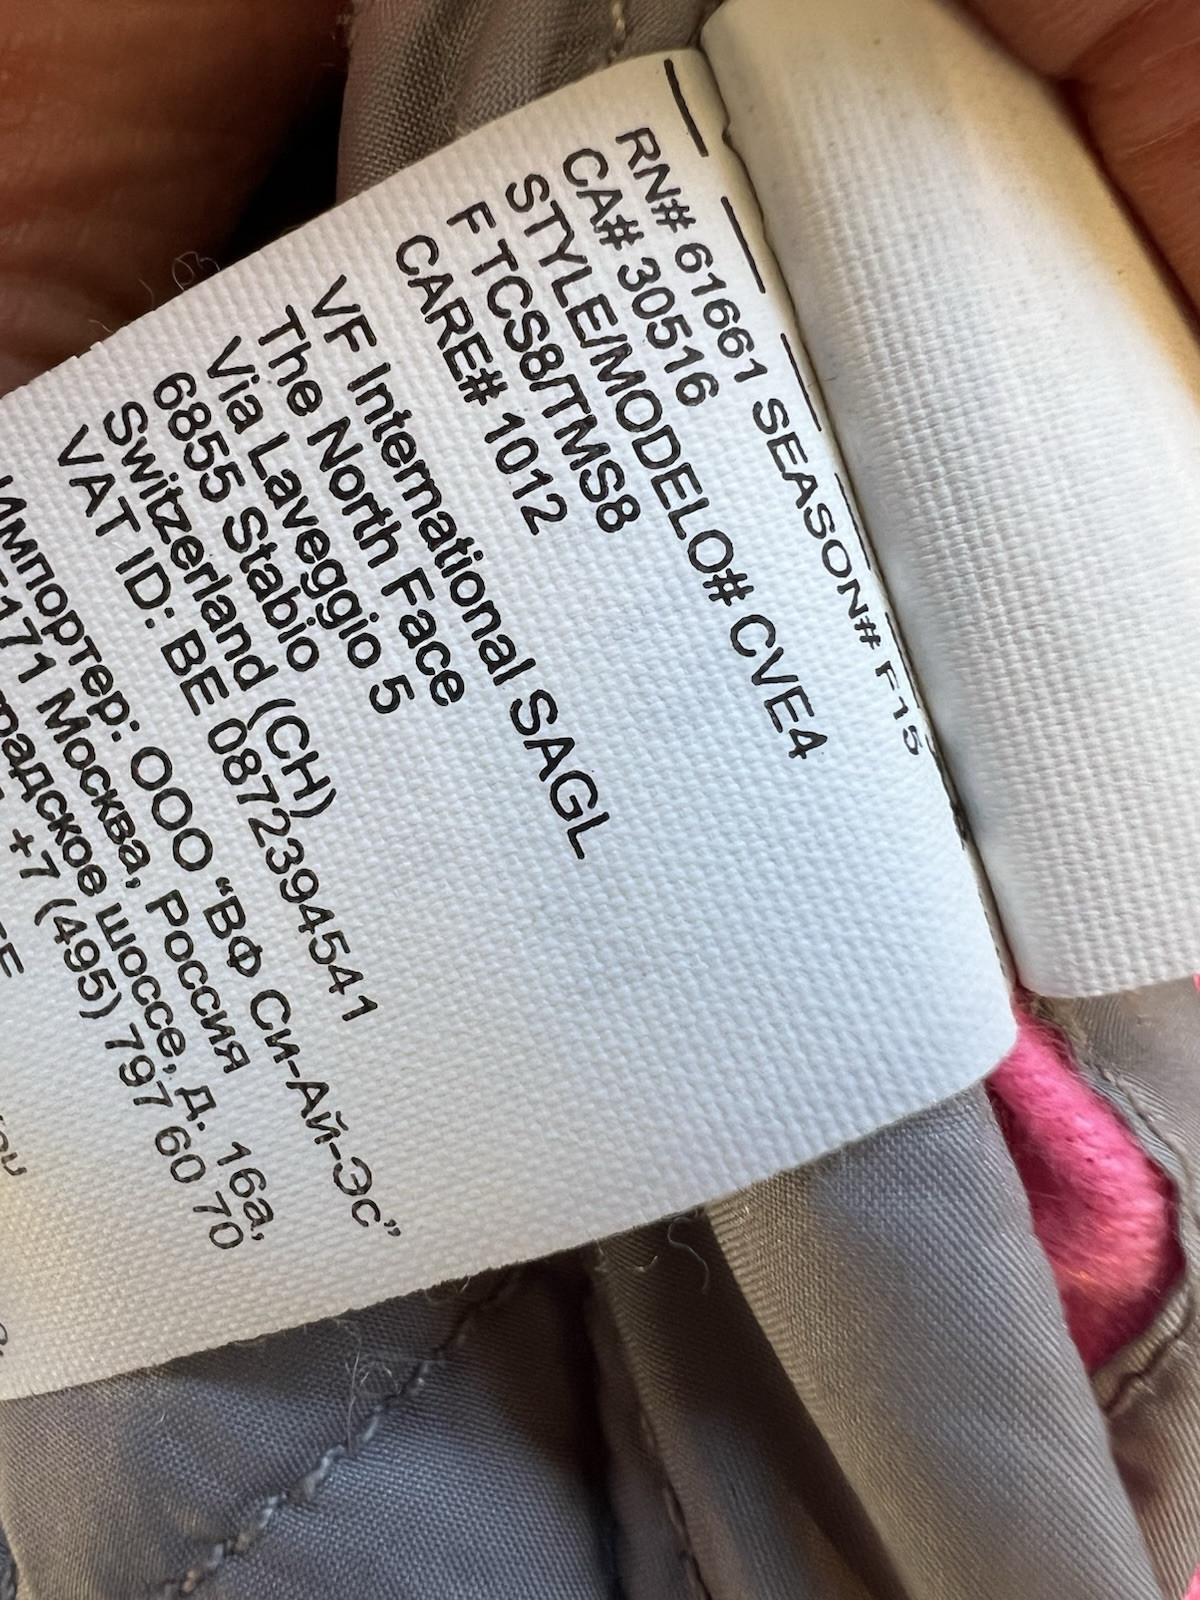 RN# 61661 SEASON# F15
CA# 30516
STYLE/MODELO# CVE4
F TCS8/TMS8
CARE# 1012
VF International SAGL
The North Face
Via Laveggio 5
6855 Stabio
Switzerland (CH)
VAT ID: BE 0872394541
Импортер: ООО “ВФ Си-Ай-Эс”
171 Москва, Россия
градское шоссе, д. 16а,
+7 (495) 797 60 70